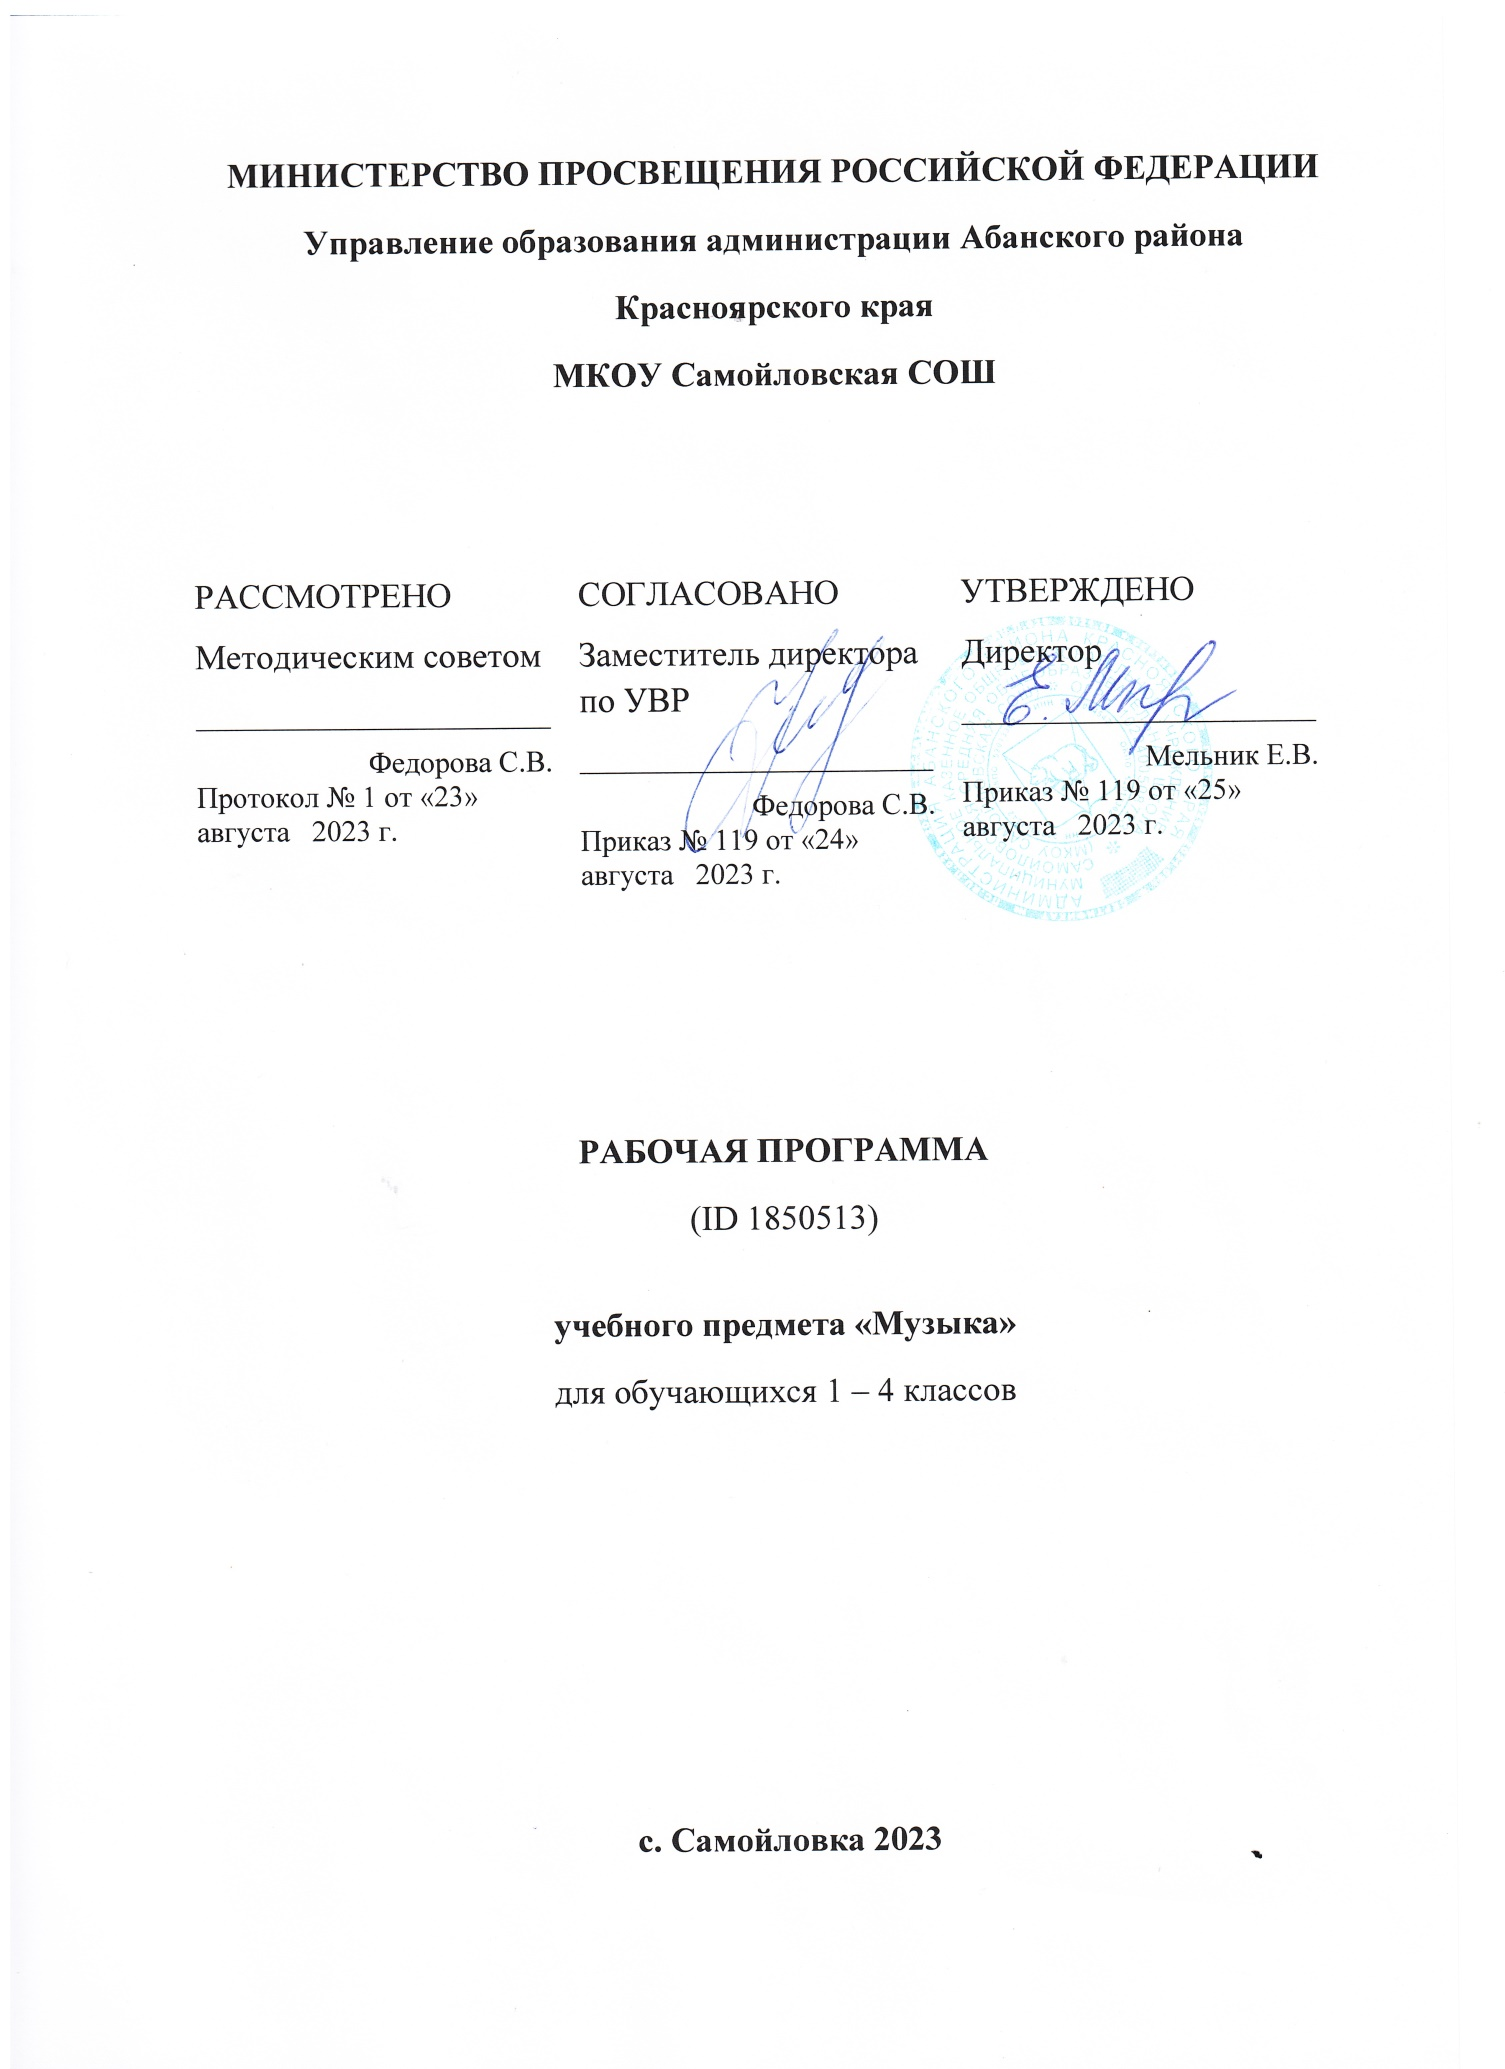 МИНИСТЕРСТВО ПРОСВЕЩЕНИЯ РОССИЙСКОЙ ФЕДЕРАЦИИ
Управление образования администрации Абанского района
Красноярского края
МКОУ Самойловская СОШ
РАССМОТРЕНО
Методическим советом
Федорова С.В.
Протокол № 1 от «23»
августа 2023 г.
СОГЛАСОВАНО
Заместитель директора
по УВР
Федорова С.В.
Приказ № 119 от «24»
августа 2023 г.
УТВЕРЖДЕНО
Директор
Мельник Е.В.
Приказ № 119 от «25»
августа 2023 г.
РАБОЧАЯ ПРОГРАММА
(ID 1850513)
учебного предмета «Музыка»
для обучающихся 1 – 4 классов
с. Самойловка 2023